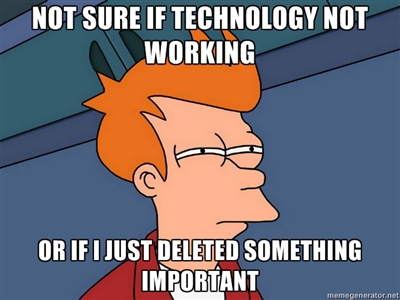 NOT SURE IF TECHNOLOGY NOT
WORKING
OR IF I JUST DELETED SOMETHING
IMPORTANT
memegenerator.net